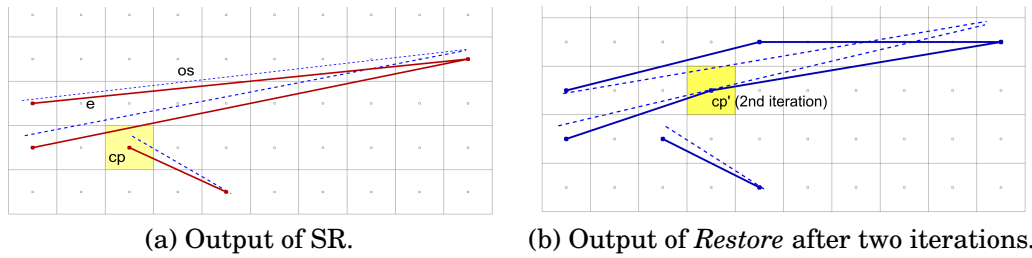 os
e
cp
cp' (2nd iteration)
(a) Output of SR.
(b) Output of Restore after two iterations.